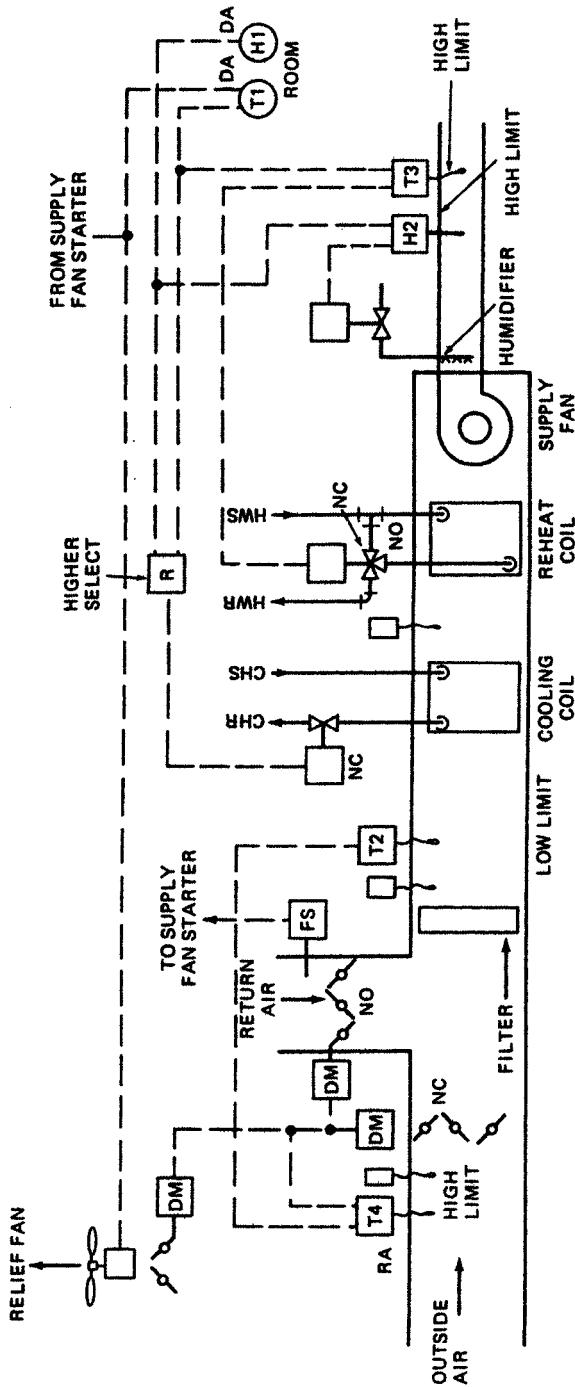 RELIEF FAN
FROM SUPPLY
FAN STARTER
DA
DA
T1
H1
ROOM
HIGHER
SELECT
R
TO SUPPLY
FAN STARTER
DM
RETURN
AIR
FS
DM
NO
DM
T4
RA
HIGH
LIMIT
NC
T2
NC
CHR
CHS
HWR
HWS
NC
NO
H2
T3
HIGH
LIMIT
HIGH LIMIT
HUMIDIFIER
OUTSIDE
AIR
FILTER
LOW LIMIT
COOLING
COIL
REHEAT
COIL
SUPPLY
FAN